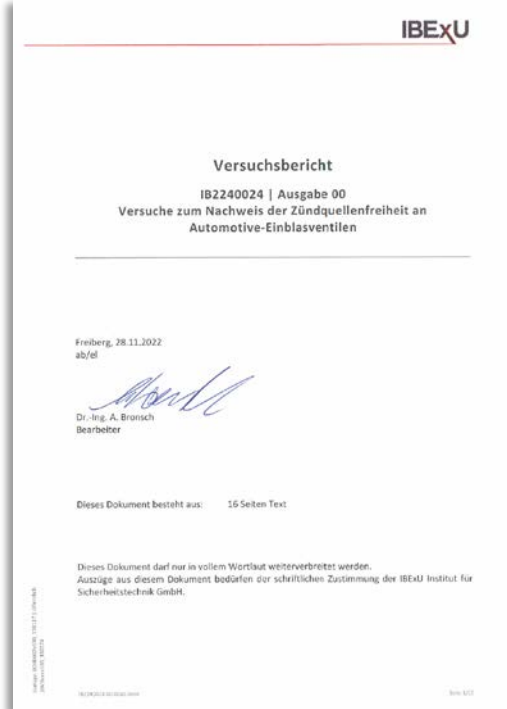 IBExU
Versuchsbericht
IB2240024 | Ausgabe 00
Versuche zum Nachweis der Zündquellenfreiheit an
Automotive-Einblasventilen
Freiberg, 28.11.2022
ab/el
Dr.-Ing. A. Bronsch
Bearbeiter
Dieses Dokument besteht aus: 16 Seiten Text
Dieses Dokument darf nur in vollem Wortlaut weiterverbreitet werden.
Auszüge aus diesem Dokument bedürfen der schriftlichen Zustimmung der IBExU Institut für
Sicherheitstechnik GmbH.